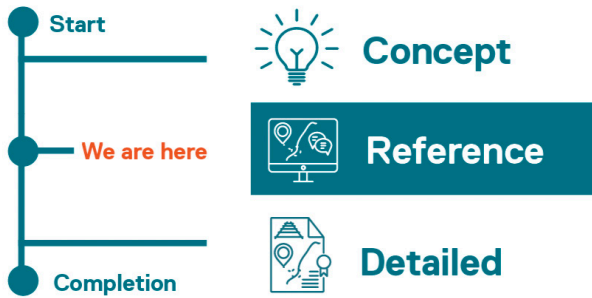 Start
Concept
We are here
Reference
Detailed
Completion